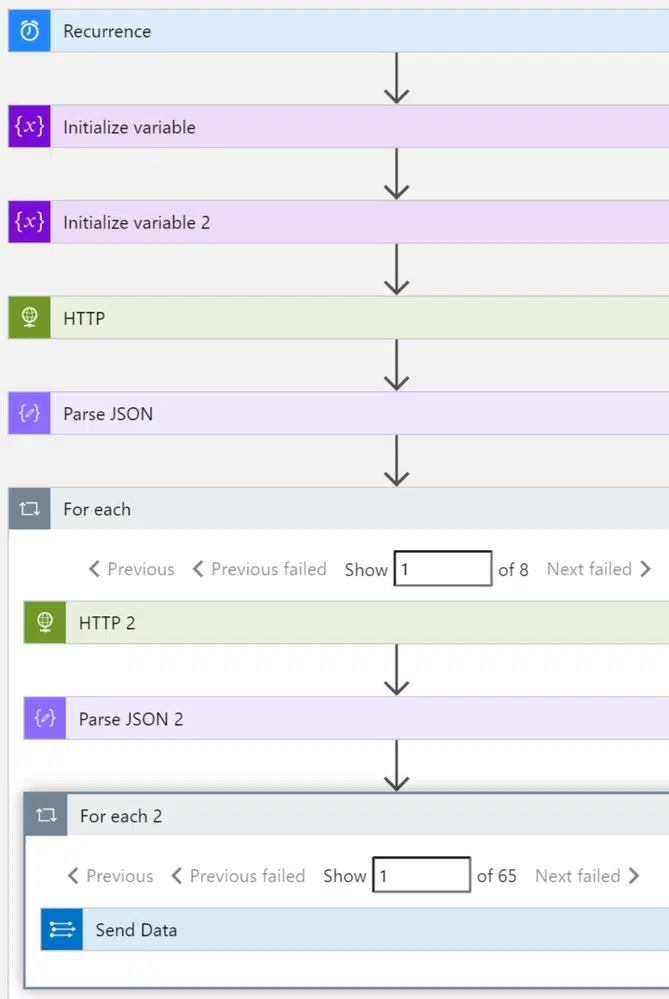 Recurrence
{x} Initialize variable
{x} Initialize variable 2
HTTP
Parse JSON
For each
Previous Previous failed Show 1 of 8 Next failed
HTTP 2
Parse JSON 2
For each 2
Previous Previous failed Show 1 of 65 Next failed
Send Data